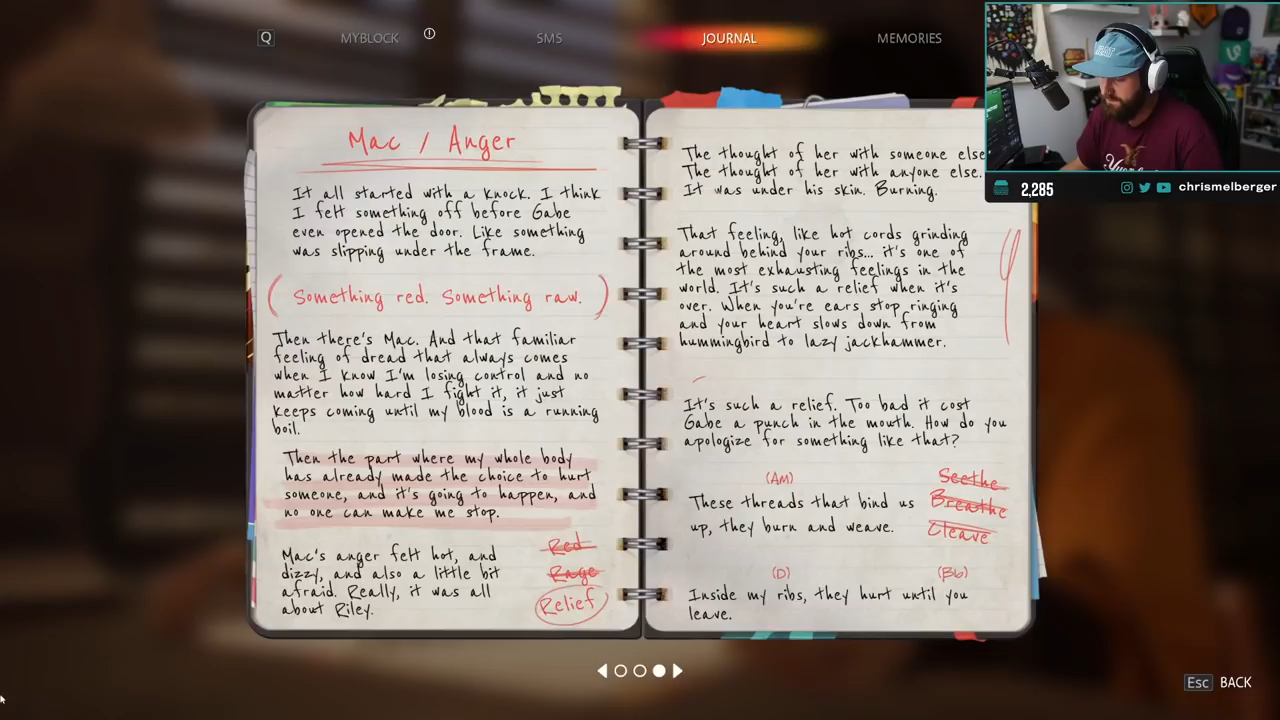 Q
MYBLOCK
SMS
JOURNAL
MEMORIES
2,285
chrismelberger
Mac / Anger
It all started with a knock. I think
I felt something off before Gabe
even opened the door. Like something
was slipping under the frame.
(Something red. Something raw.)
Then there's Mac. And that familiar
feeling of dread that always comes
when I know I'm losing control and no
matter how hard I fight it, it just
keeps coming until my blood is a running
boil.
Then the part where my whole body
has already made the choice to hurt
someone, and it's going to happen, and
no one can make me stop.
Mac's anger felt hot, and
dizzy, and also a little bit
afraid. Really, it was all
about Riley.
Red
Rage
Relief
The thought of her with someone else
The thought of her with anyone else.
It was under his skin. Burning.
That feeling, like hot cords grinding
around behind your ribs... it's one of
the most exhausting feelings in the
world. It's such a relief when it's
over. When you're ears stop ringing
and your heart slows down from
hummingbird to lazy jackhammer.
It's such a relief. Too bad it cost
Gabe a punch in the mouth. How do you
apologize for something like that?
(Am)
These threads that bind us
up, they burn and weave.
Seethe
Breathe
Cleave
(D)
(Bb)
Inside my ribs, they hurt until you
leave.
Esc BACK